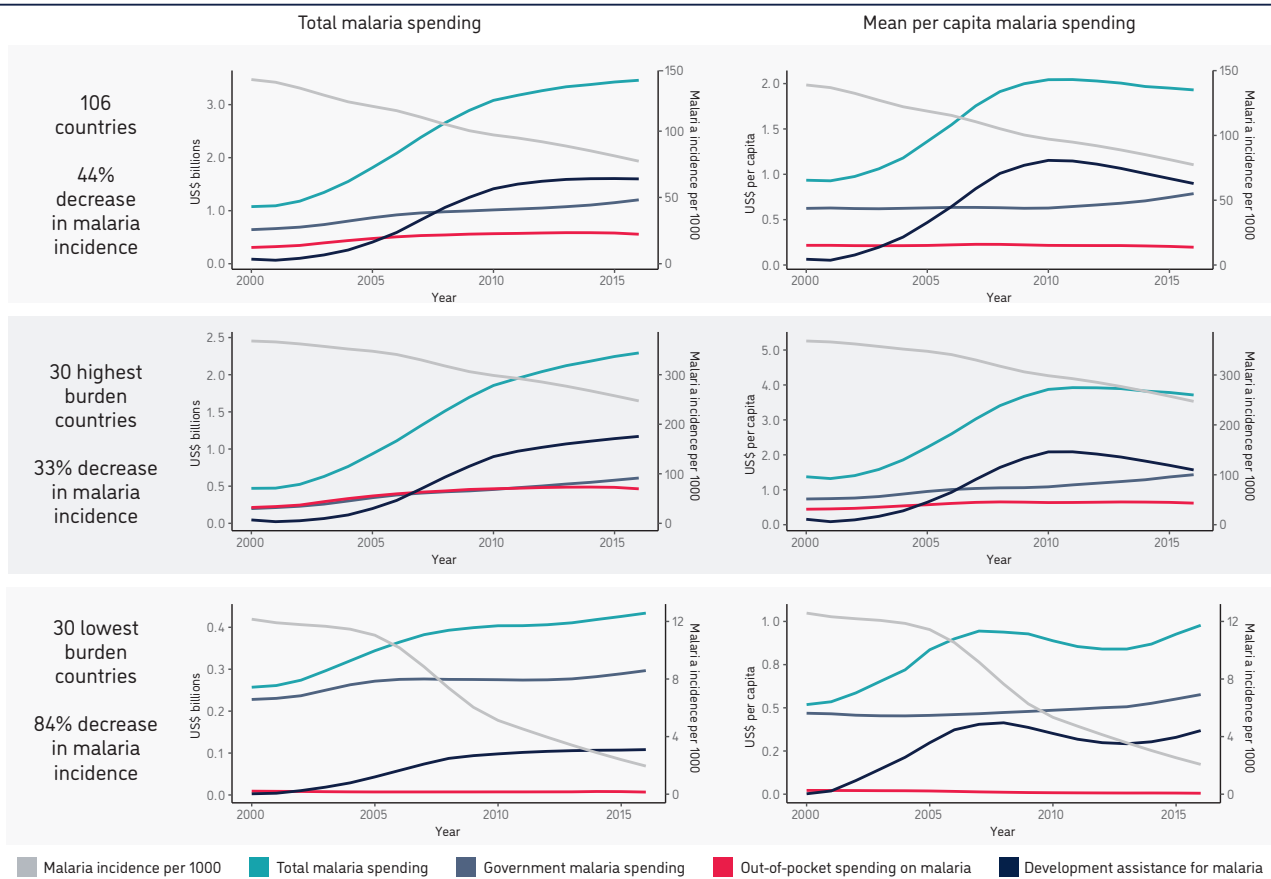 Total malaria spending
Mean per capita malaria spending
106
countries
44%
decrease
in malaria
incidence
US$ billions
3.0
2.0
1.0
0.0
150
100
50
0
Malaria incidence per 1000
2000
2005
2010
2015
Year
US$ per capita
2.0
1.5
1.0
0.5
0.0
150
100
50
0
Malaria incidence per 1000
2000
2005
2010
2015
Year
30 highest
burden
countries
33% decrease
in malaria
incidence
US$ billions
2.5
2.0
1.5
1.0
0.5
0.0
300
200
100
0
Malaria incidence per 1000
2000
2005
2010
2015
Year
US$ per capita
5.0
4.0
3.0
2.0
1.0
0.0
300
200
100
0
Malaria incidence per 1000
2000
2005
2010
2015
Year
30 lowest
burden
countries
84% decrease
in malaria
incidence
US$ billions
0.4
0.3
0.2
0.1
0.0
12
8
4
0
Malaria incidence per 1000
2000
2005
2010
2015
Year
US$ per capita
1.0
0.8
0.5
0.2
0.0
12
8
4
0
Malaria incidence per 1000
2000
2005
2010
2015
Year
Malaria incidence per 1000
Total malaria spending
Government malaria spending
Out-of-pocket spending on malaria
Development assistance for malaria